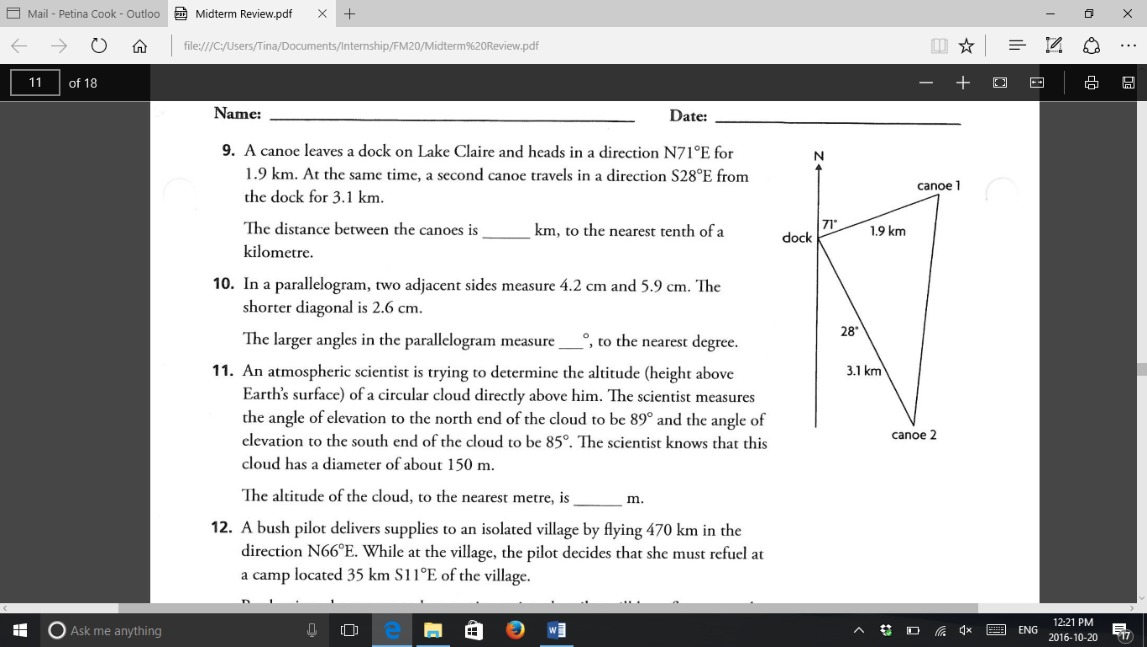 Mail - Petina Cook - Outloo
Midterm Review.pdf
file:///C:/Users/Tina/Documents/Internship/FM20/Midterm%20Review.pdf
11 of 18
Name: Date:
9. A canoe leaves a dock on Lake Claire and heads in a direction N71°E for
1.9 km. At the same time, a second canoe travels in a direction S28°E from
the dock for 3.1 km.
The distance between the canoes is ______ km, to the nearest tenth of a
kilometre.
N
canoe 1
71°
dock
1.9 km
28°
3.1 km
canoe 2
10. In a parallelogram, two adjacent sides measure 4.2 cm and 5.9 cm. The
shorter diagonal is 2.6 cm.
The larger angles in the parallelogram measure ___°, to the nearest degree.
11. An atmospheric scientist is trying to determine the altitude (height above
Earth's surface) of a circular cloud directly above him. The scientist measures
the angle of elevation to the north end of the cloud to be 89° and the angle of
elevation to the south end of the cloud to be 85°. The scientist knows that this
cloud has a diameter of about 150 m.
The altitude of the cloud, to the nearest metre, is ______ m.
12. A bush pilot delivers supplies to an isolated village by flying 470 km in the
direction N66°E. While at the village, the pilot decides that she must refuel at
a camp located 35 km S11°E of the village.
Ask me anything
ENG
12:21 PM
2016-10-20
17